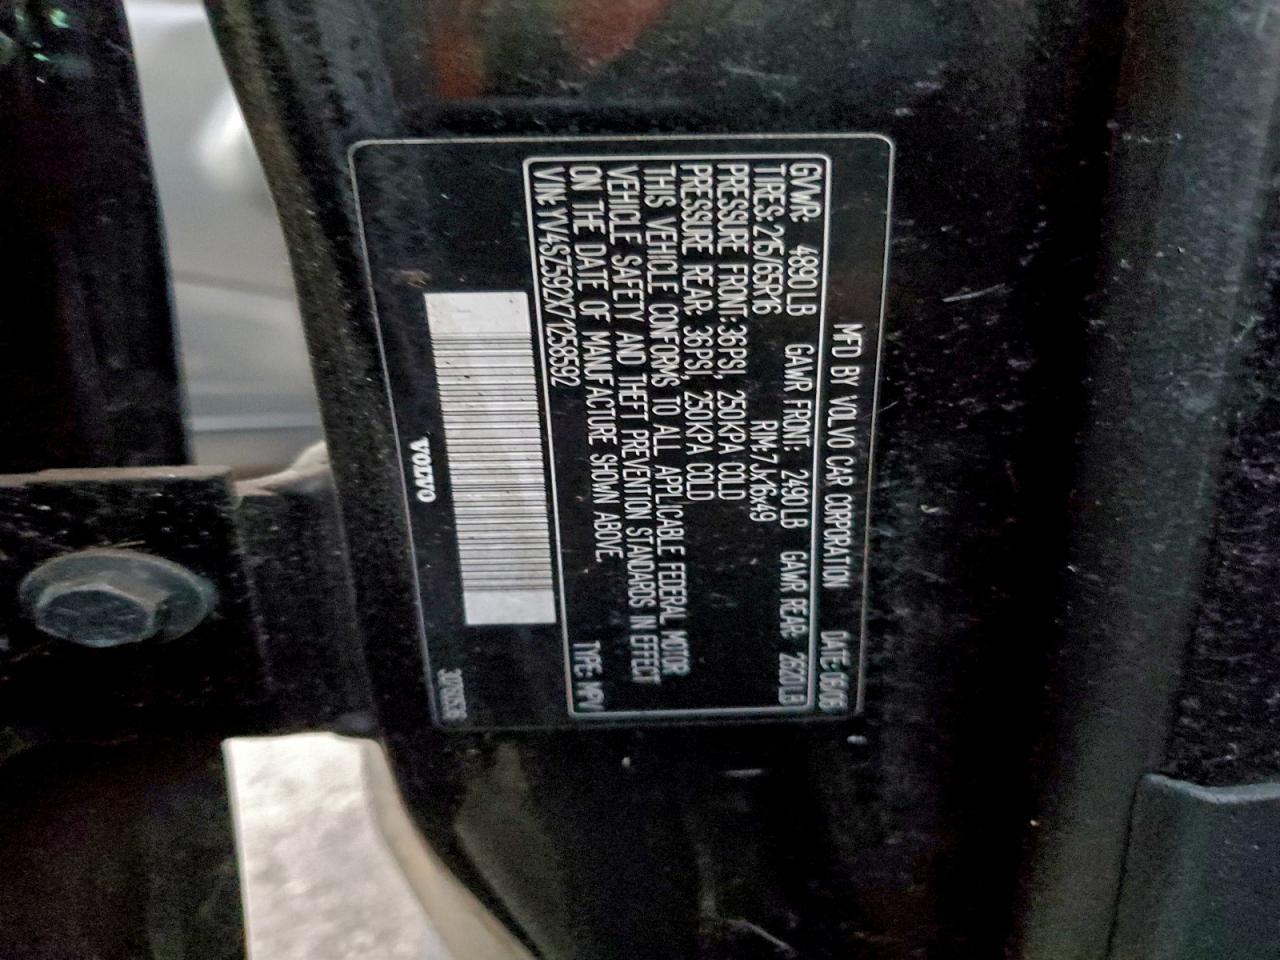 MFD BY VOLVO CAR CORPORATION DATE: 06/06
GVWR: 4890LB GAWR FRONT: 2490LB GAWR REAR: 2620LB
TIRES: 215/65R16 RIM: 7Jx16x49
PRESSURE FRONT: 36PSI, 250KPA COLD
PRESSURE REAR: 36PSI, 250KPA COLD
THIS VEHICLE CONFORMS TO ALL APPLICABLE FEDERAL MOTOR
VEHICLE SAFETY AND THEFT PREVENTION STANDARDS IN EFFECT
ON THE DATE OF MANUFACTURE SHOWN ABOVE.
VIN: YV4SZ592X71258592 TYPE: MPV
VOLVO